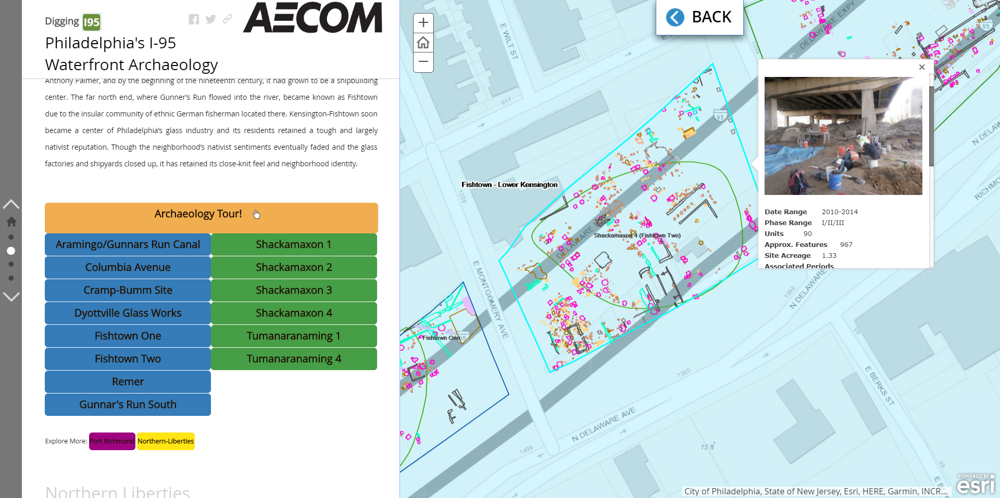 Digging I95
AECOM
Philadelphia's I-95
Waterfront Archaeology
Anthony Palmer, and by the beginning of the nineteenth century, it had grown to be a shipbuilding
center. The far north end, where Gunner's Run flowed into the river, became known as Fishtown
due to the insular community of ethnic German fisherman located there. Kensington-Fishtown soon
became a center of Philadelphia's glass industry and its residents retained a tough and largely
nativist reputation. Though the neighborhood's nativist sentiments eventually faded and the glass
factories and shipyards closed up, it has retained its close-knit feel and neighborhood identity.
Archaeology Tour!
Aramingo/Gunnars Run Canal
Shackamaxon 1
Columbia Avenue
Shackamaxon 2
Cramp-Bumm Site
Shackamaxon 3
Dyottville Glass Works
Shackamaxon 4
Fishtown One
Tumanaranaming 1
Fishtown Two
Tumanaranaming 4
Remer
Gunnar's Run South
Explore More: Port Richmond Northern-Liberties
Northern Liberties
BACK
E WILT ST
DELAWARE EXPY
95
1098
617
95
Fishtown - Lower Kensington
1098
Shackamaxon 4 (Fishtown Two)
DELAWARE
E MONTGOMERY AVE
Fishtown One
95
N DELAW
RICHMO
1598
N DELAWARE
98
E BERKS ST
1560
N DELAWARE AVE
1498
15 ft
98
E BE
Date Range 2010-2014
Phase Range I/II/III
Units 90
Approx. Features 967
Site Acreage 1.33
Associated Periods
POWERED BY
esri
City of Philadelphia, State of New Jersey, Esri, HERE, Garmin, INCR...